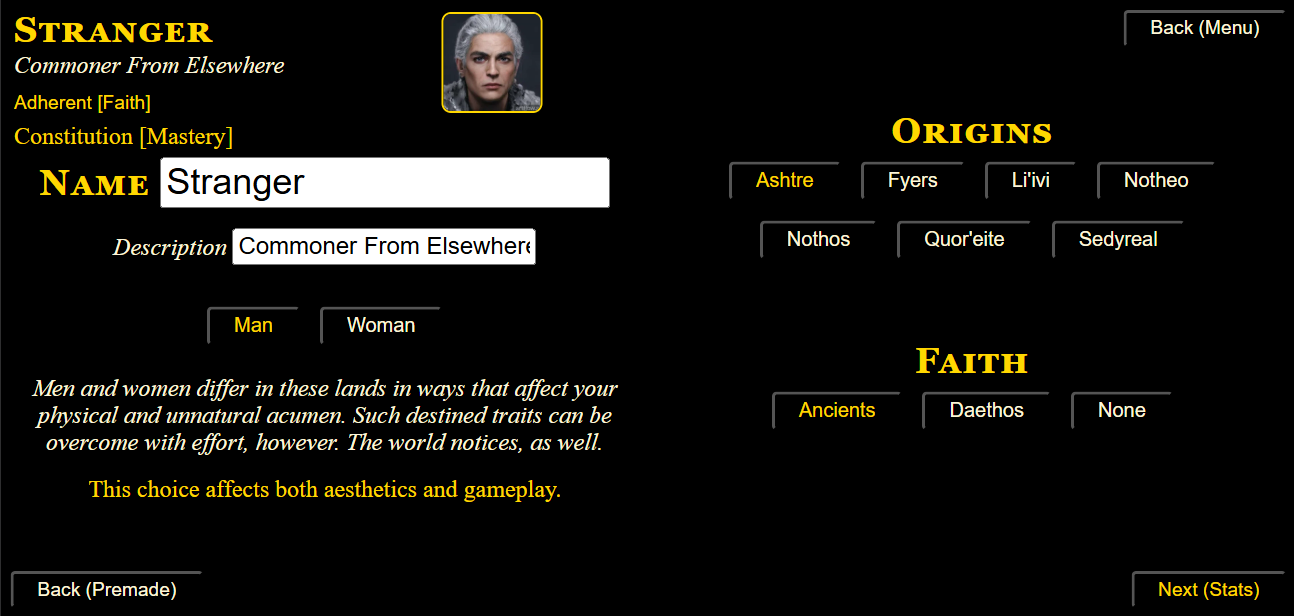 Stranger
Commoner From Elsewhere
Adherent [Faith]
Constitution [Mastery]
Name Stranger
Description Commoner From Elsewhere
Man Woman
Men and women differ in these lands in ways that affect your
physical and unnatural acumen. Such destined traits can be
overcome with effort, however. The world notices, as well.
This choice affects both aesthetics and gameplay.
Back (Premade)
Back (Menu)
Origins
Ashtre Fyers Li'ivi Notheo
Nothos Quor'eite Sedyreal
Faith
Ancients Daethos None
Next (Stats)